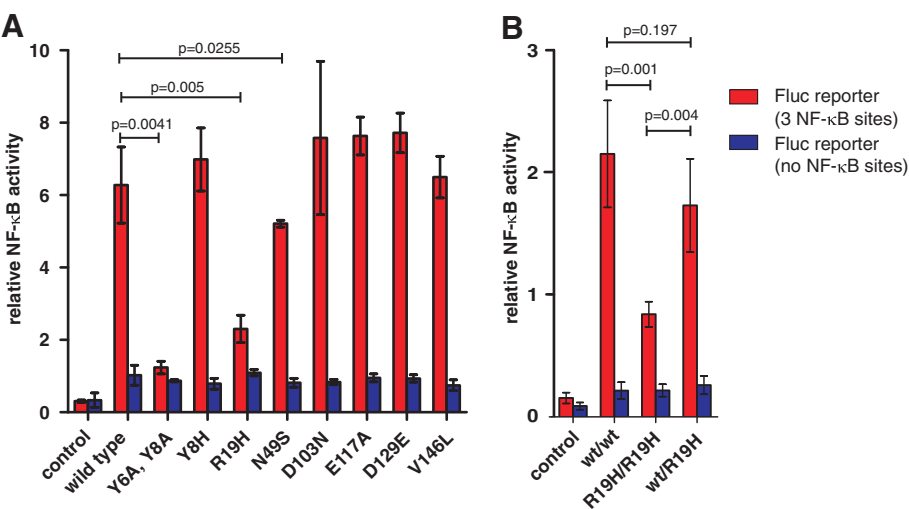 A
10
8
6
4
2
0
relative NF-κB activity
p=0.0255
p=0.005
p=0.0041
control
wild type
Y6A, Y8A
Y8H
R19H
N49S
D103N
E117A
D129E
V146L
B
3
2
1
0
relative NF-κB activity
p=0.197
p=0.001
p=0.004
control
wt/wt
R19H/R19H
wt/R19H
Fluc reporter
(3 NF-κB sites)
Fluc reporter
(no NF-κB sites)